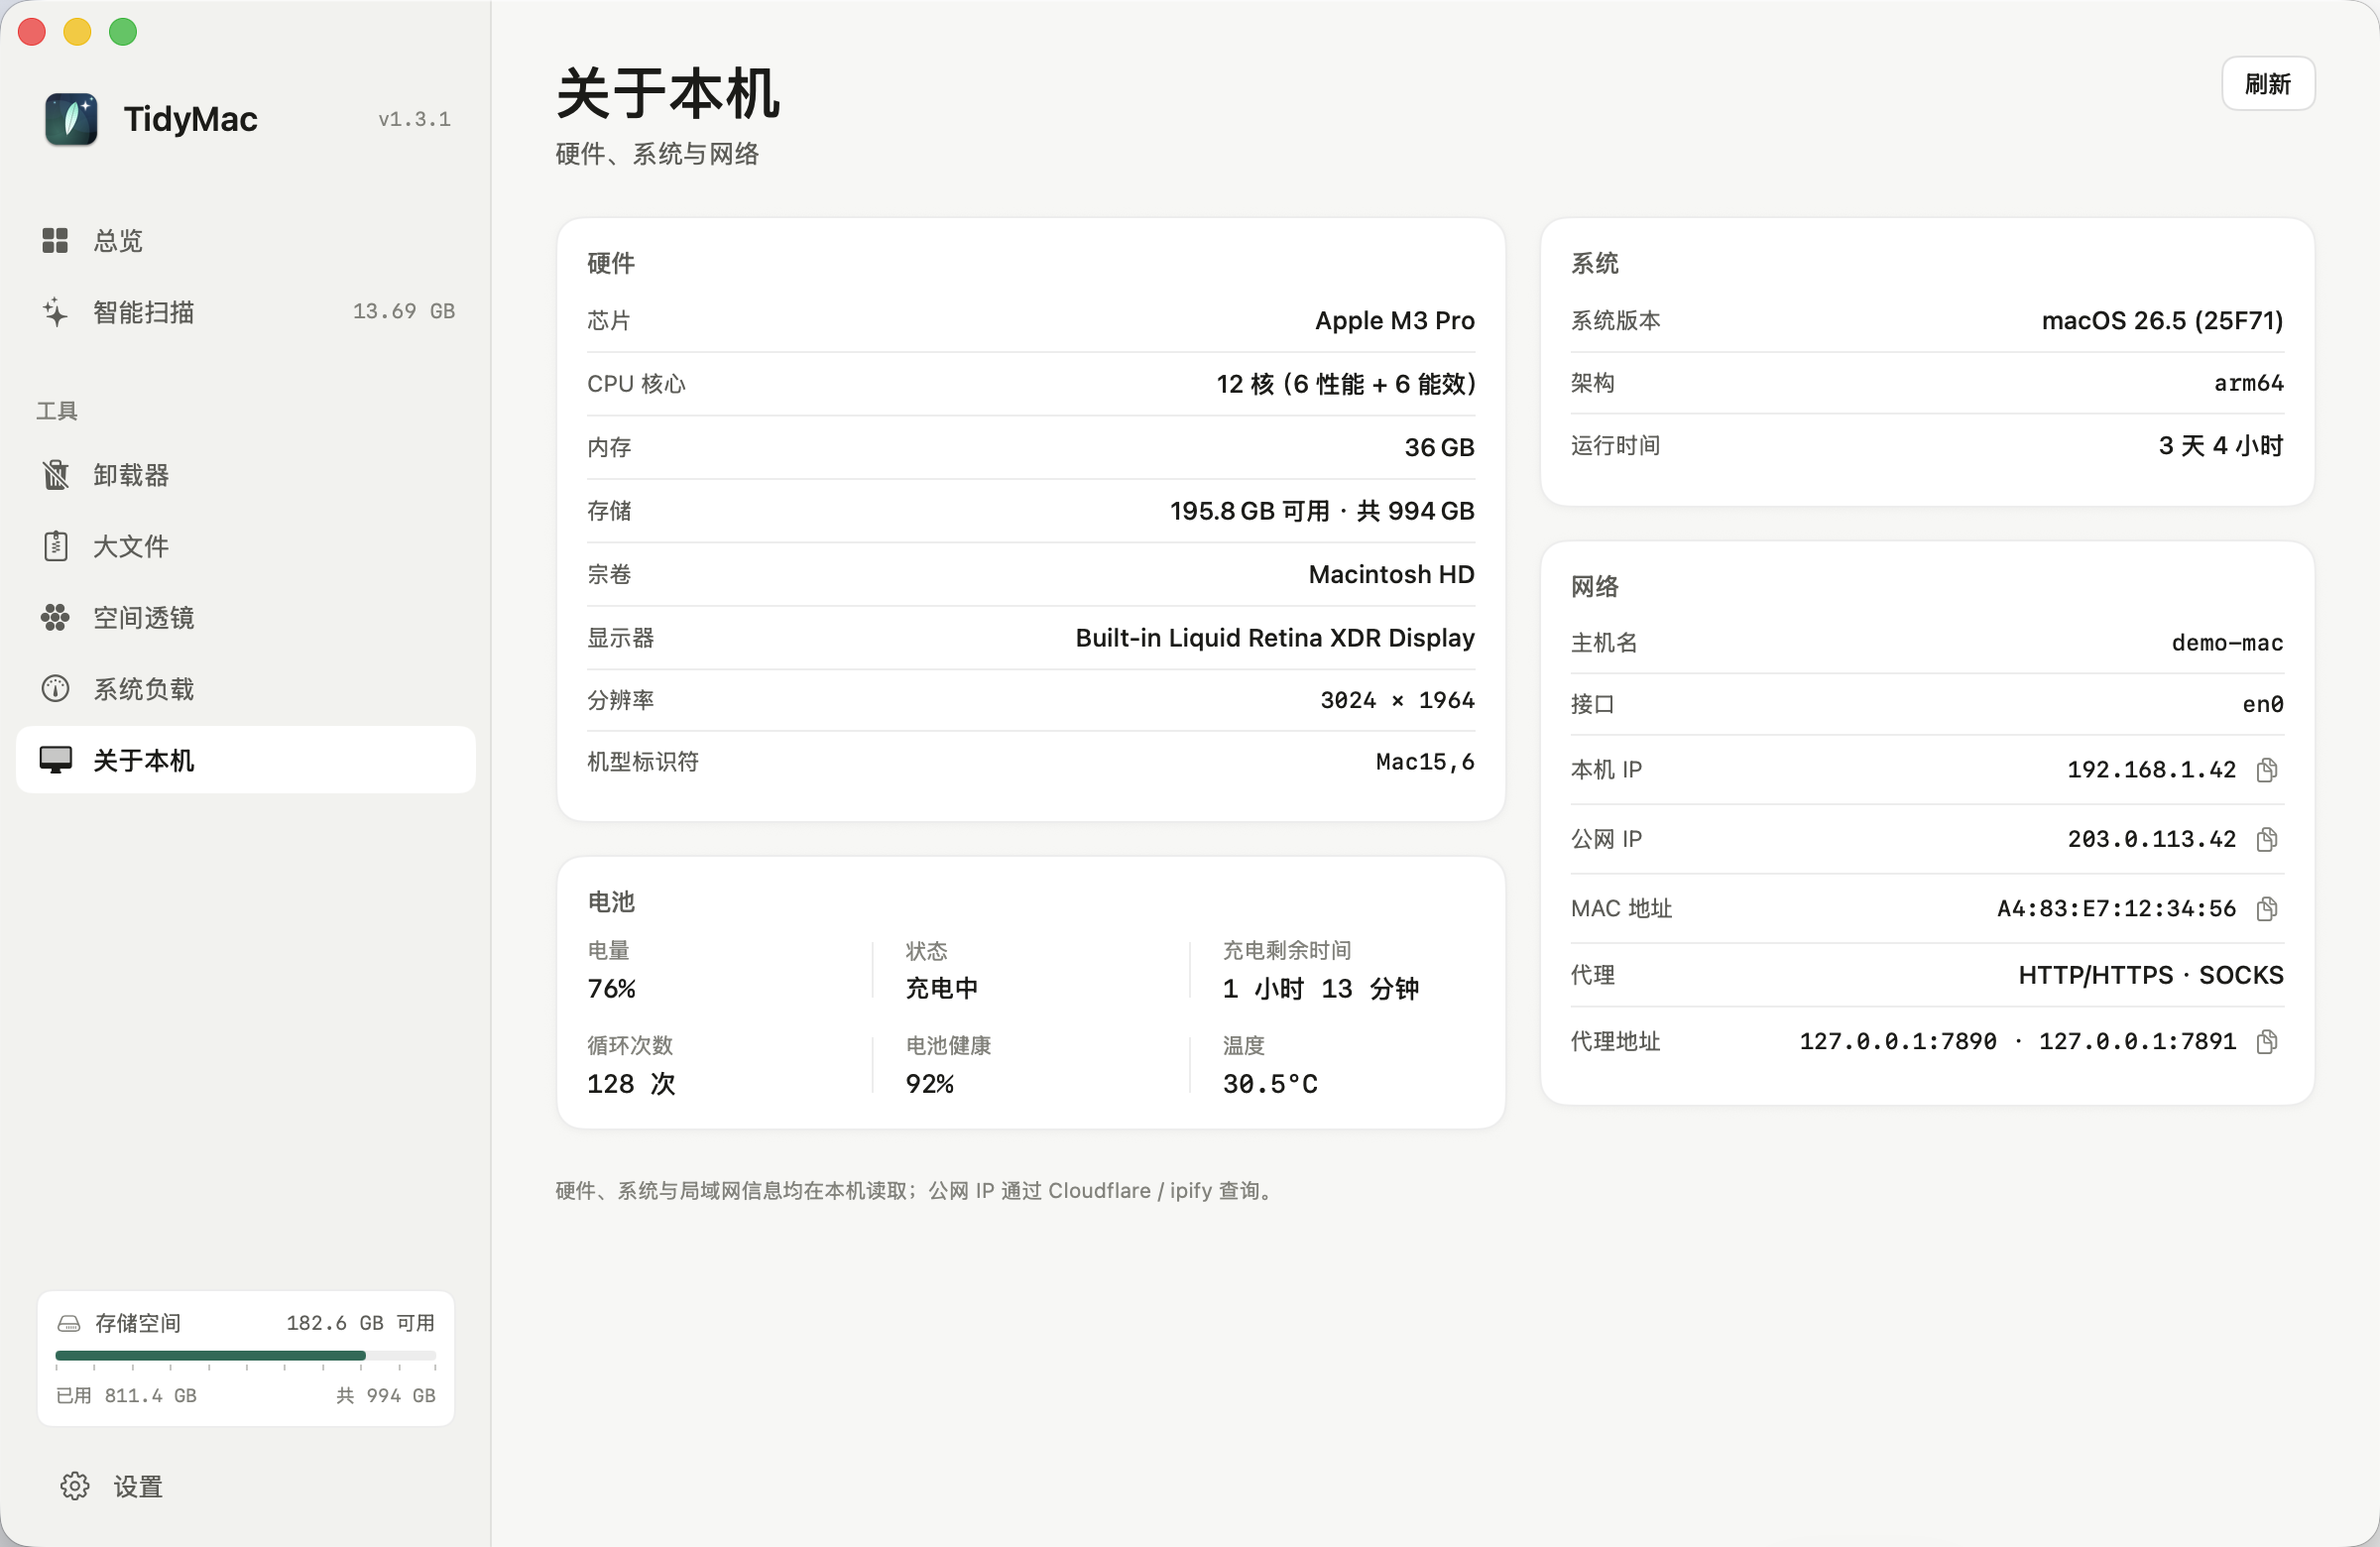 TidyMac v1.3.1
总览
智能扫描 13.69 GB
工具
卸载器
大文件
空间透镜
系统负载
关于本机
存储空间 182.6 GB 可用
已用 811.4 GB 共 994 GB
设置
关于本机
硬件、系统与网络
刷新
硬件
芯片 Apple M3 Pro
CPU 核心 12 核（6 性能 + 6 能效）
内存 36 GB
存储 195.8 GB 可用 · 共 994 GB
宗卷 Macintosh HD
显示器 Built-in Liquid Retina XDR Display
分辨率 3024 × 1964
机型标识符 Mac15,6
电池
电量 状态 充电剩余时间
76% 充电中 1 小时 13 分钟
循环次数 电池健康 温度
128 次 92% 30.5°C
系统
系统版本 macOS 26.5 (25F71)
架构 arm64
运行时间 3 天 4 小时
网络
主机名 demo-mac
接口 en0
本机 IP 192.168.1.42
公网 IP 203.0.113.42
MAC 地址 A4:83:E7:12:34:56
代理 HTTP/HTTPS · SOCKS
代理地址 127.0.0.1:7890 · 127.0.0.1:7891
硬件、系统与局域网信息均在本机读取；公网 IP 通过 Cloudflare / ipify 查询。